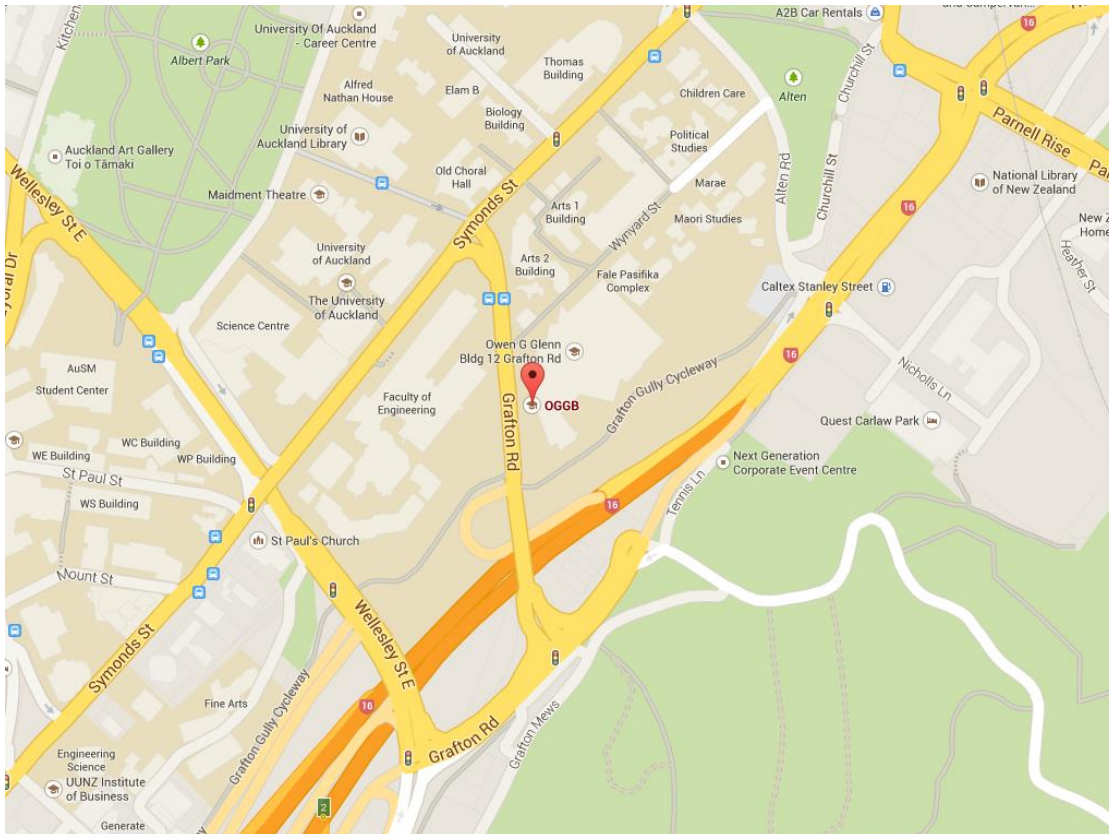 Kitchen
University Of Auckland
- Career Centre
University
of Auckland
Thomas
Building
A2B Car Rentals
16
Albert Park
Alfred
Nathan House
Elam B
Biology
Building
Children Care
Alten
Churchill St
Parnell Rise
Par
University of
Auckland Library
Political
Studies
Auckland Art Gallery
Toi o Tāmaki
Old Choral
Hall
Marae
Alten Rd
Churchill St
National Library
of New Zealand
Maidment Theatre
Symonds St
Arts 1
Building
Wynyard St
Maori Studies
16
New Z
Home
Wellesley St E
University
of Auckland
Arts 2
Building
Fale Pasifika
Complex
Heather St
yoral Dr
The University
of Auckland
Caltex Stanley Street
Science Centre
Owen G Glenn
Bldg 12 Grafton Rd
16
AuSM
Student Center
Faculty of
Engineering
Grafton Rd
OGGB
Grafton Gully Cycleway
Nicholls Ln
Quest Carlaw Park
WC Building
WE Building
WP Building
St Paul St
WS Building
Next Generation
Corporate Event Centre
Tennis Ln
16
St Paul's Church
Mount St
Wellesley St E
Symonds St
Fine Arts
Grafton Gully Cycleway
16
Grafton Rd
Grafton Mews
Engineering
Science
UUNZ Institute
of Business
2
Generate